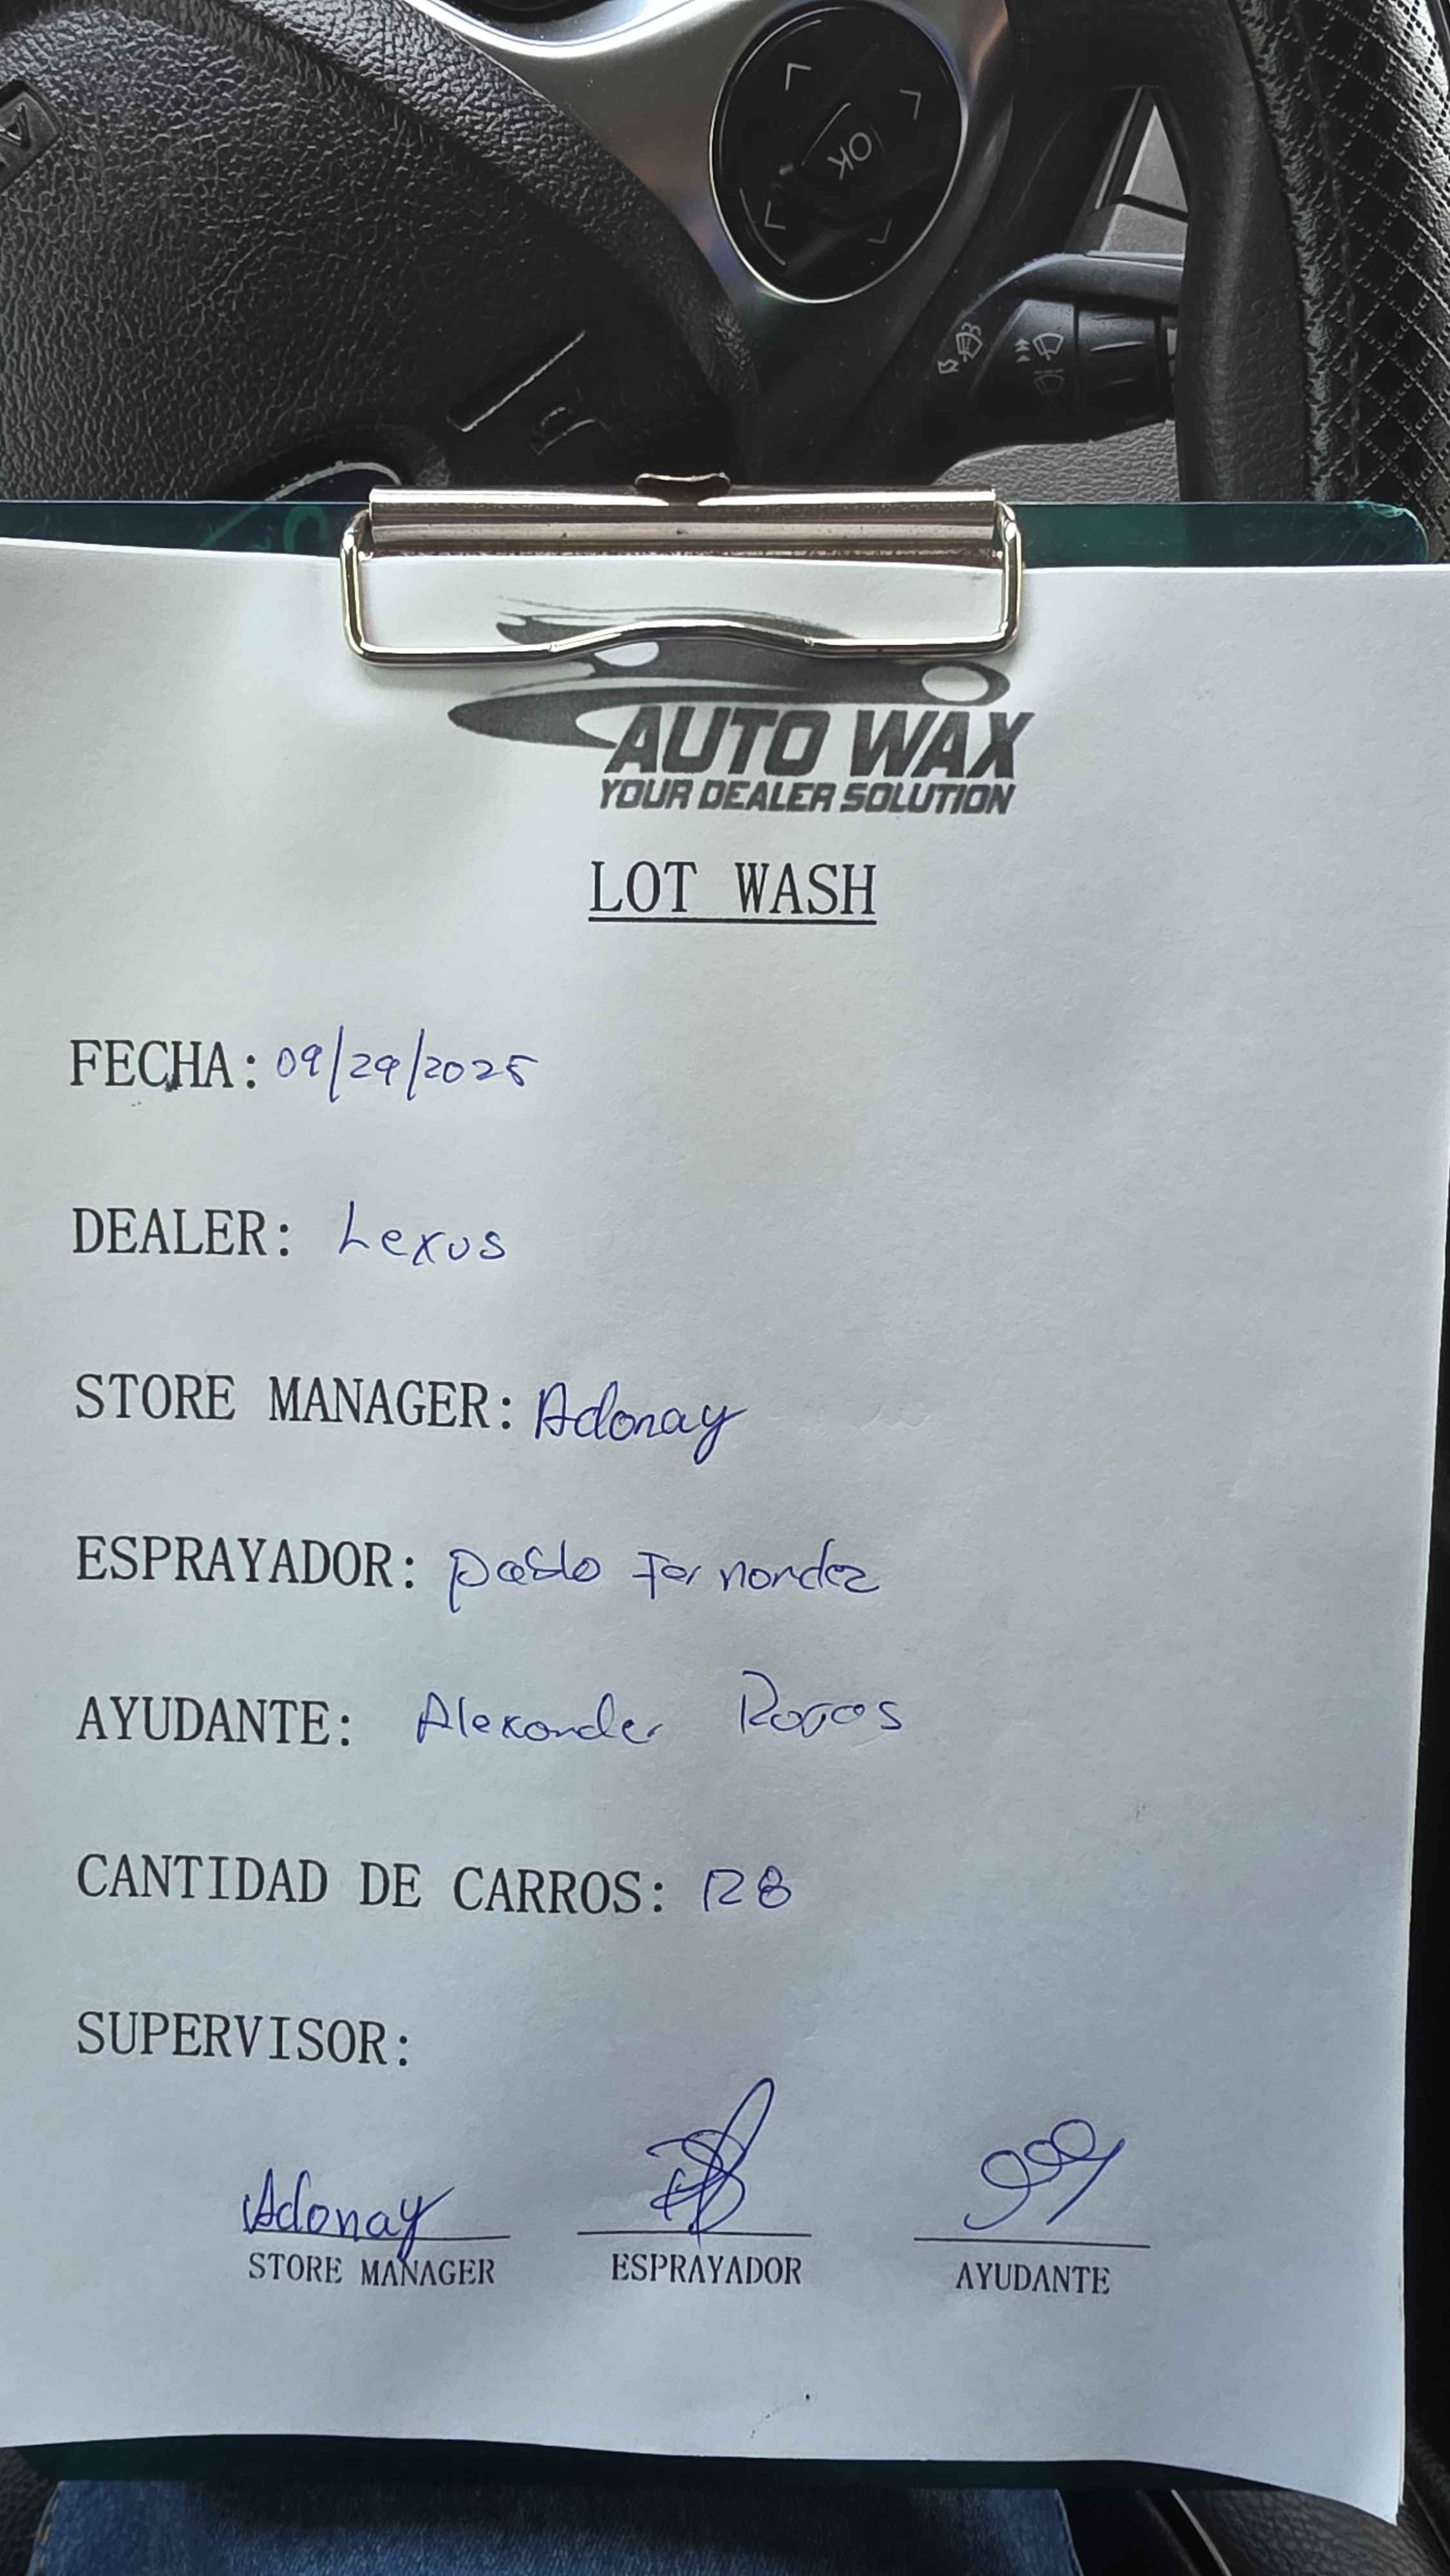 OK
AUTO WAX
YOUR DEALER SOLUTION
LOT WASH
FECHA: 09/29/2025
DEALER: Lexus
STORE MANAGER: Adonay
ESPRAYADOR: Pablo Fernandez
AYUDANTE: Alexander
CANTIDAD DE CARROS: 128
SUPERVISOR:
Adonay
STORE MANAGER ESPRAYADOR AYUDANTE